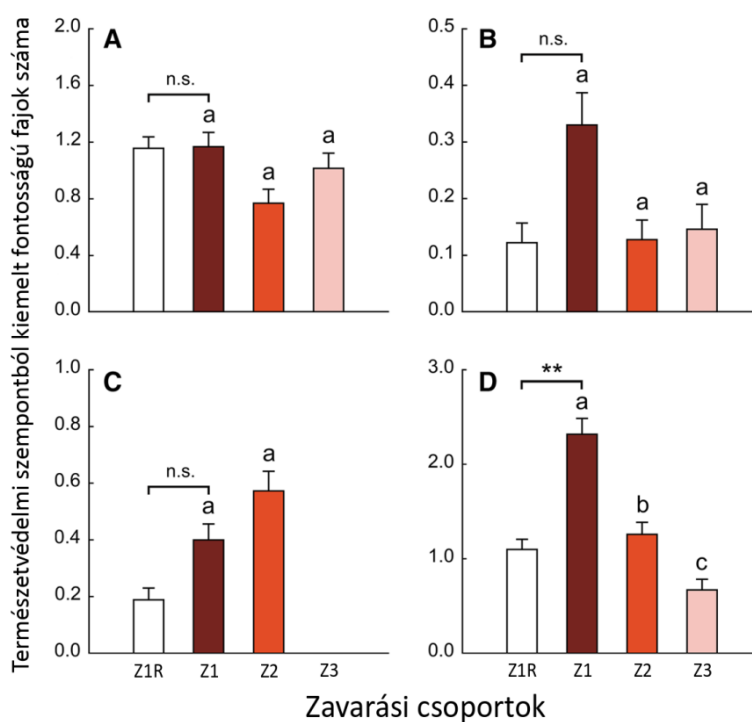 Természetvédelmi szempontból kiemelt fontosságú fajok száma
A
2.0
1.6
1.2
0.8
0.4
0.0
n.s.
a
a
a
B
0.5
0.4
0.3
0.2
0.1
0.0
n.s.
a
a
a
C
1.0
0.8
0.6
0.4
0.2
0.0
n.s.
a
a
Z1R Z1 Z2 Z3
D
3.0
2.0
1.0
0.0
**
a
b
c
Z1R Z1 Z2 Z3
Zavarási csoportok